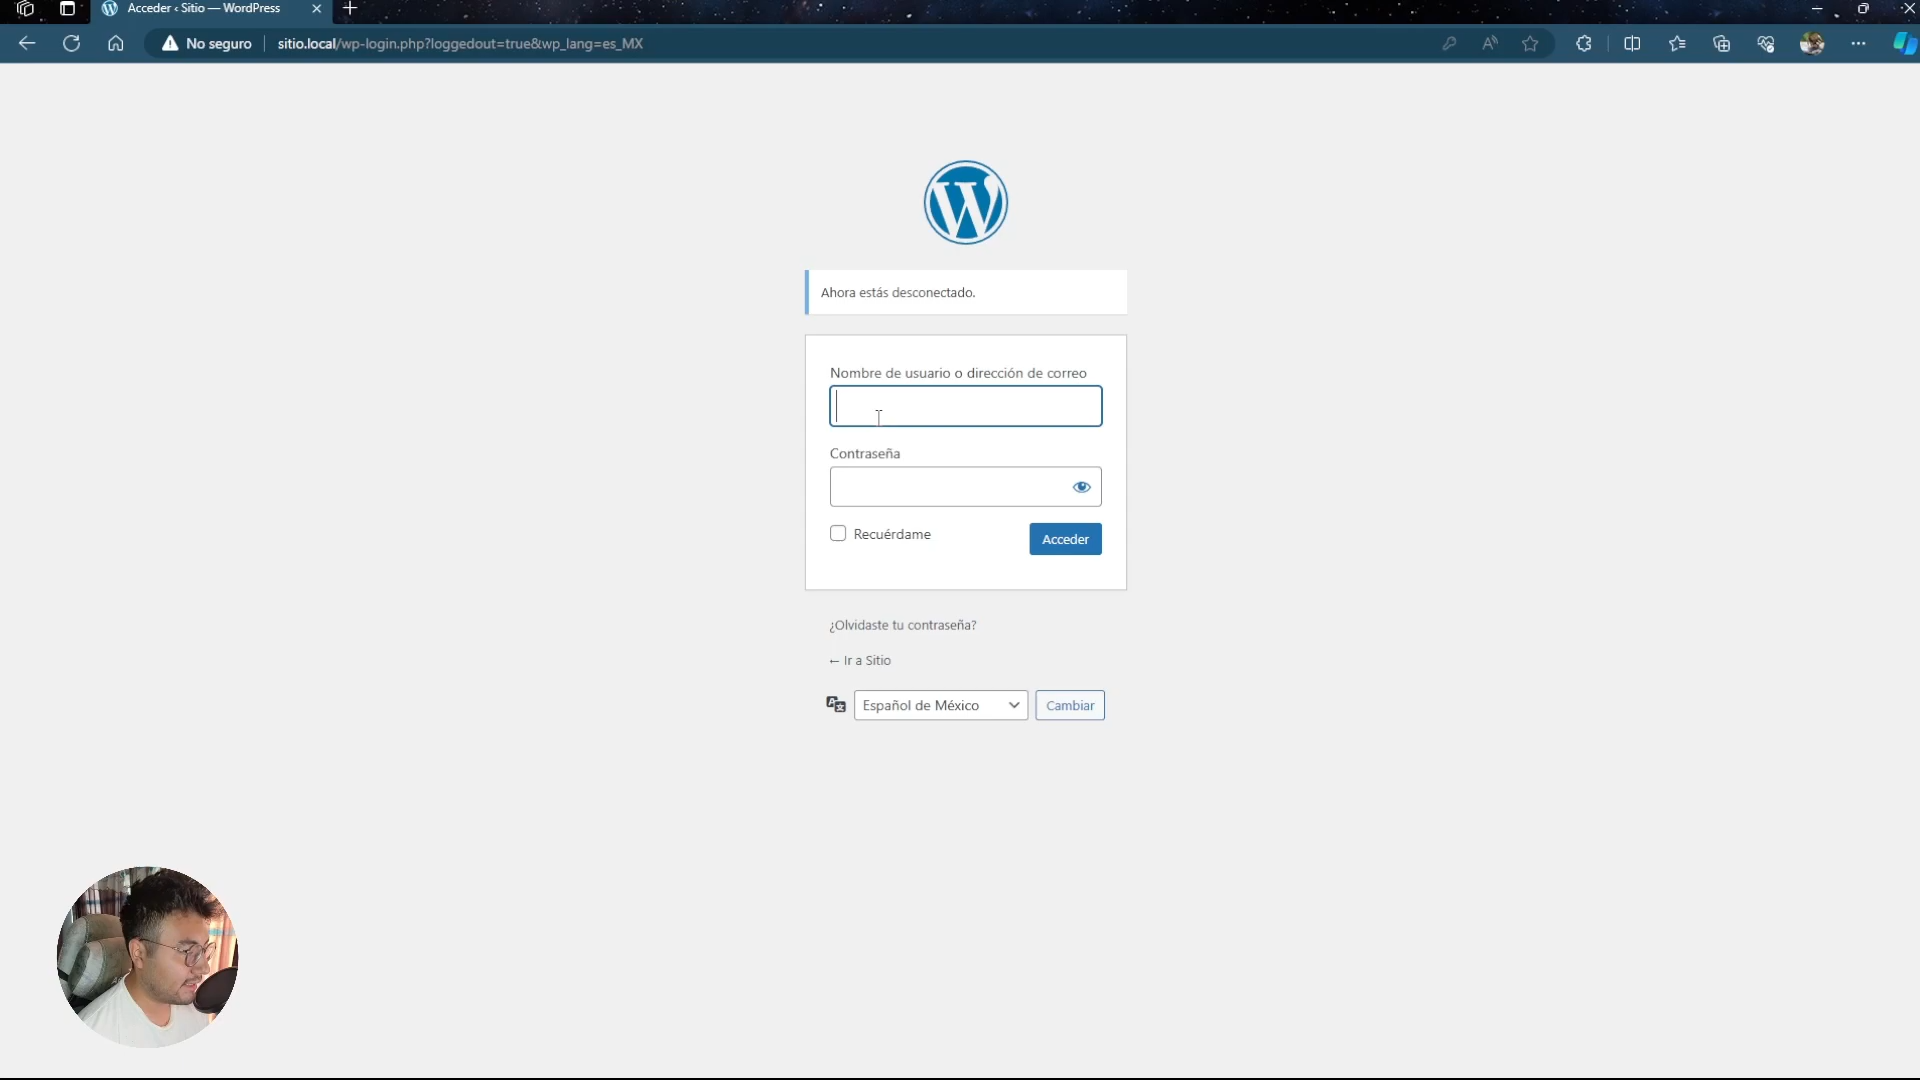 Acceder ‹ Sitio — WordPress
No seguro
sitio.local/wp-login.php?loggedout=true&wp_lang=es_MX
Ahora estás desconectado.
Nombre de usuario o dirección de correo
Contraseña
Recuérdame
Acceder
¿Olvidaste tu contraseña?
← Ir a Sitio
Español de México
Cambiar